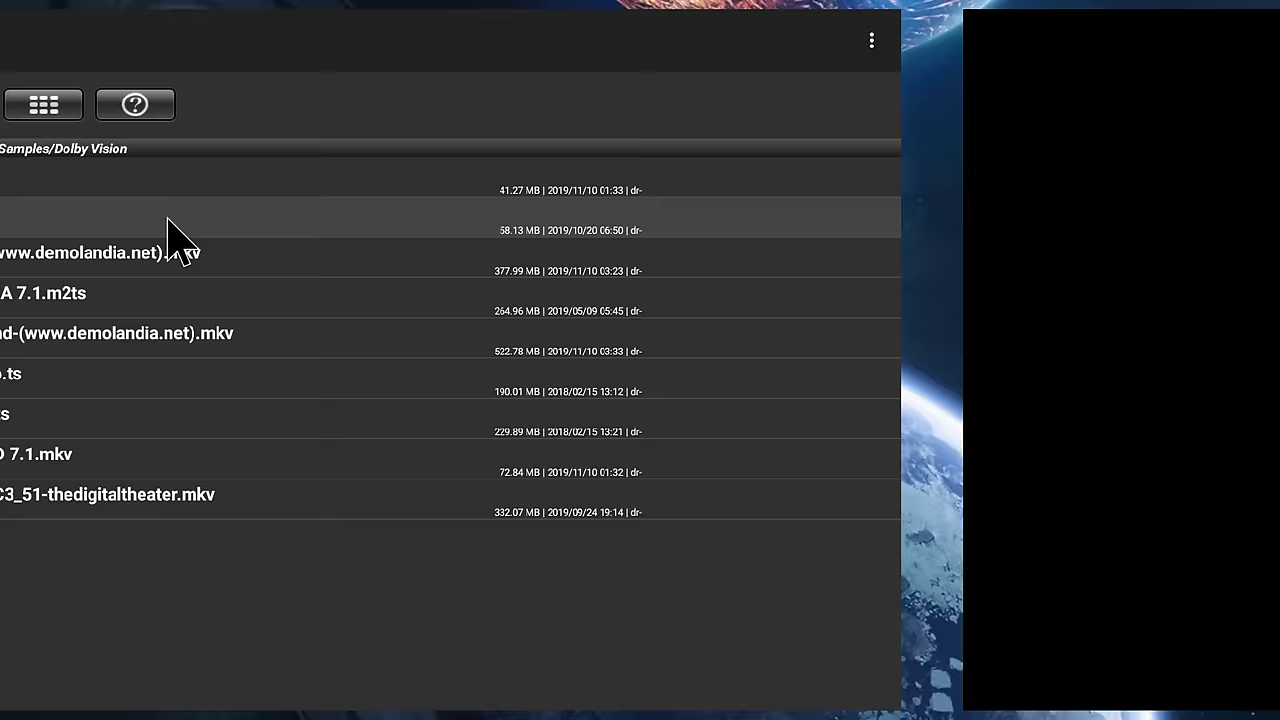 Samples/Dolby Vision
41.27 MB | 2019/11/10 01:33 | dr-
58.13 MB | 2019/10/20 06:50 | dr-
www.demolandia.net).
377.99 MB | 2019/11/10 03:23 | dr-
A 7.1.m2ts
264.96 MB | 2019/05/09 05:45 | dr-
nd-(www.demolandia.net).mkv
522.78 MB | 2019/11/10 03:33 | dr-
.ts
190.01 MB | 2018/02/15 13:12 | dr-
ts
229.89 MB | 2018/02/15 13:21 | dr-
D 7.1.mkv
72.84 MB | 2019/11/10 01:32 | dr-
C3_51-thedigitaltheater.mkv
332.07 MB | 2019/09/24 19:14 | dr-